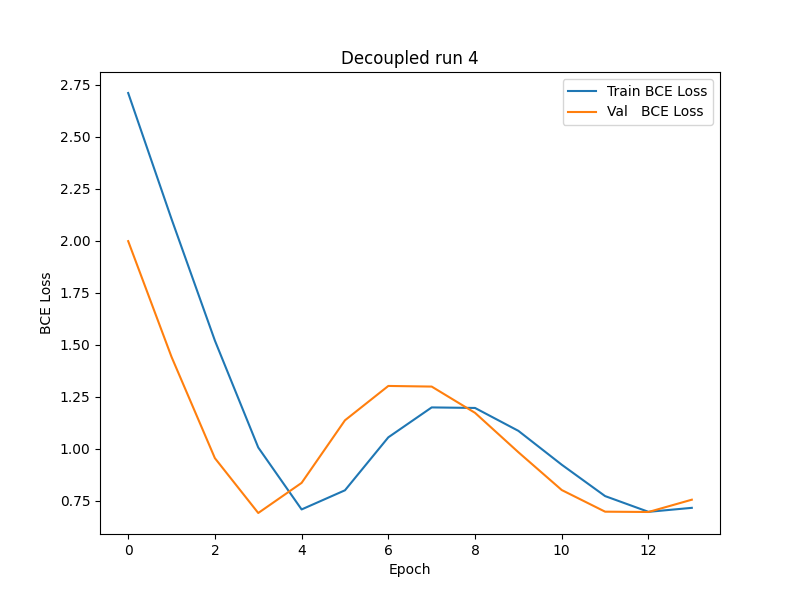 Decoupled run 4
Train BCE Loss
Val   BCE Loss
2.75
2.50
2.25
2.00
1.75
1.50
1.25
1.00
0.75
BCE Loss
0 2 4 6 8 10 12
Epoch